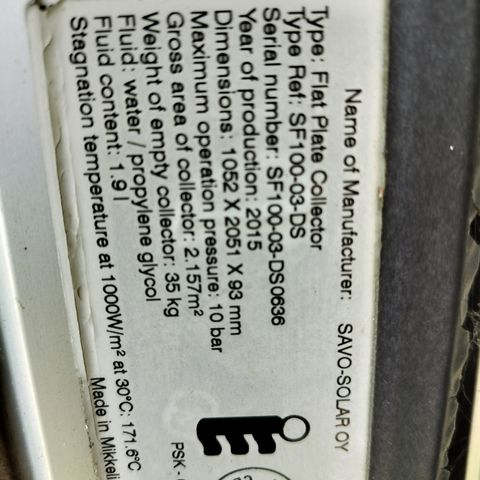 Name of Manufacturer: SAVO-SOLAR OY
Type: Flat Plate Collector
Type Ref: SF100-03-DS
Serial number: SF100-03-DS0636
Year of production: 2015
Dimensions: 1052 X 2051 X 93 mm
Maximum operation pressure: 10 bar
Gross area of collector: 2.157m²
Weight of empty collector: 35 kg
Fluid: water / propylene glycol
Fluid content: 1.9 l
Stagnation temperature at 1000W/m² at 30°C: 171.6°C
Made in Mikkeli
PSK -